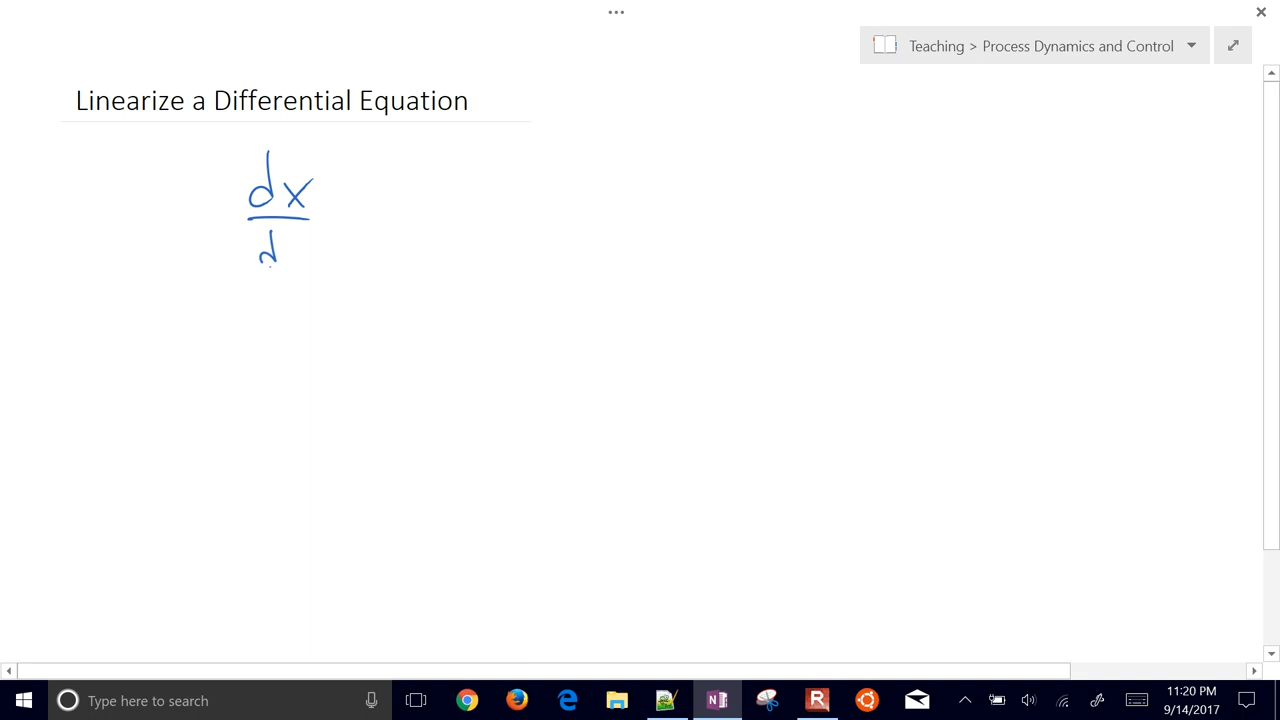 Teaching > Process Dynamics and Control
Linearize a Differential Equation
dx
d
Type here to search
11:20 PM
9/14/2017